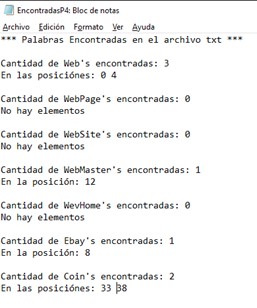 EncontradasP4: Bloc de notas
Archivo Edición Formato Ver Ayuda
*** Palabras Encontradas en el archivo txt ***
Cantidad de Web's encontradas: 3
En las posiciónes: 0 4
Cantidad de WebPage's encontradas: 0
No hay elementos
Cantidad de WebSite's encontradas: 0
No hay elementos
Cantidad de WebMaster's encontradas: 1
En la posición: 12
Cantidad de WevHome's encontradas: 0
No hay elementos
Cantidad de Ebay's encontradas: 1
En la posición: 8
Cantidad de Coin's encontradas: 2
En las posiciónes: 33 38